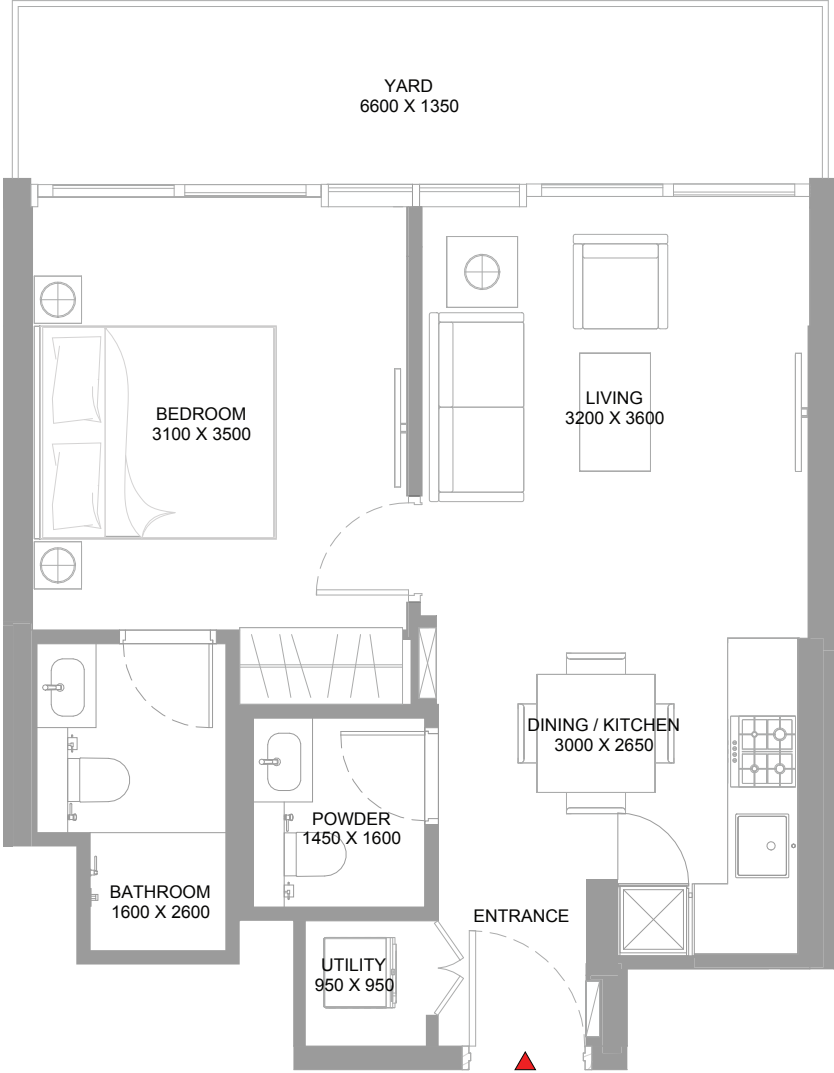 YARD
6600 X 1350
BEDROOM
3100 X 3500
LIVING
3200 X 3600
DINING / KITCHEN
3000 X 2650
POWDER
1450 X 1600
BATHROOM
1600 X 2600
ENTRANCE
UTILITY
950 X 950